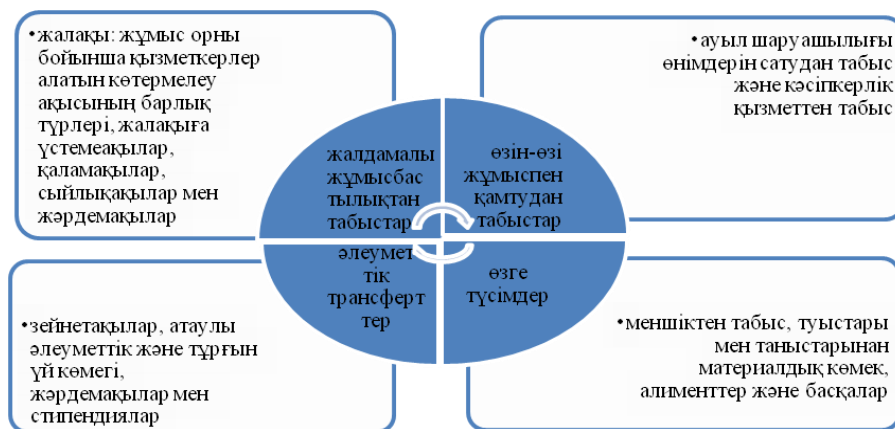 •жалақы: жұмыс орны
бойынша қызметкерлер
алатын көтермелеу
ақысының барлық
түрлері, жалақыға
үстемеақылар,
қаламақылар,
сыйлықақылар мен
жәрдемақылар
•ауыл шаруашылығы
өнімдерін сатудан табыс
және кәсіпкерлік
қызметтен табыс
жалдамалы
жұмысбас
тылықтан
табыстар
өзін-өзі
жұмыспен
қамтудан
табыстар
әлеумет
тік
трансферт
тер
өзге
түсімдер
•зейнетақылар, атаулы
әлеуметтік және тұрғын
үй көмегі,
жәрдемақылар мен
стипендиялар
•меншіктен табыс, туыстары
мен таныстарынан
материалдық көмек,
алименттер және басқалар